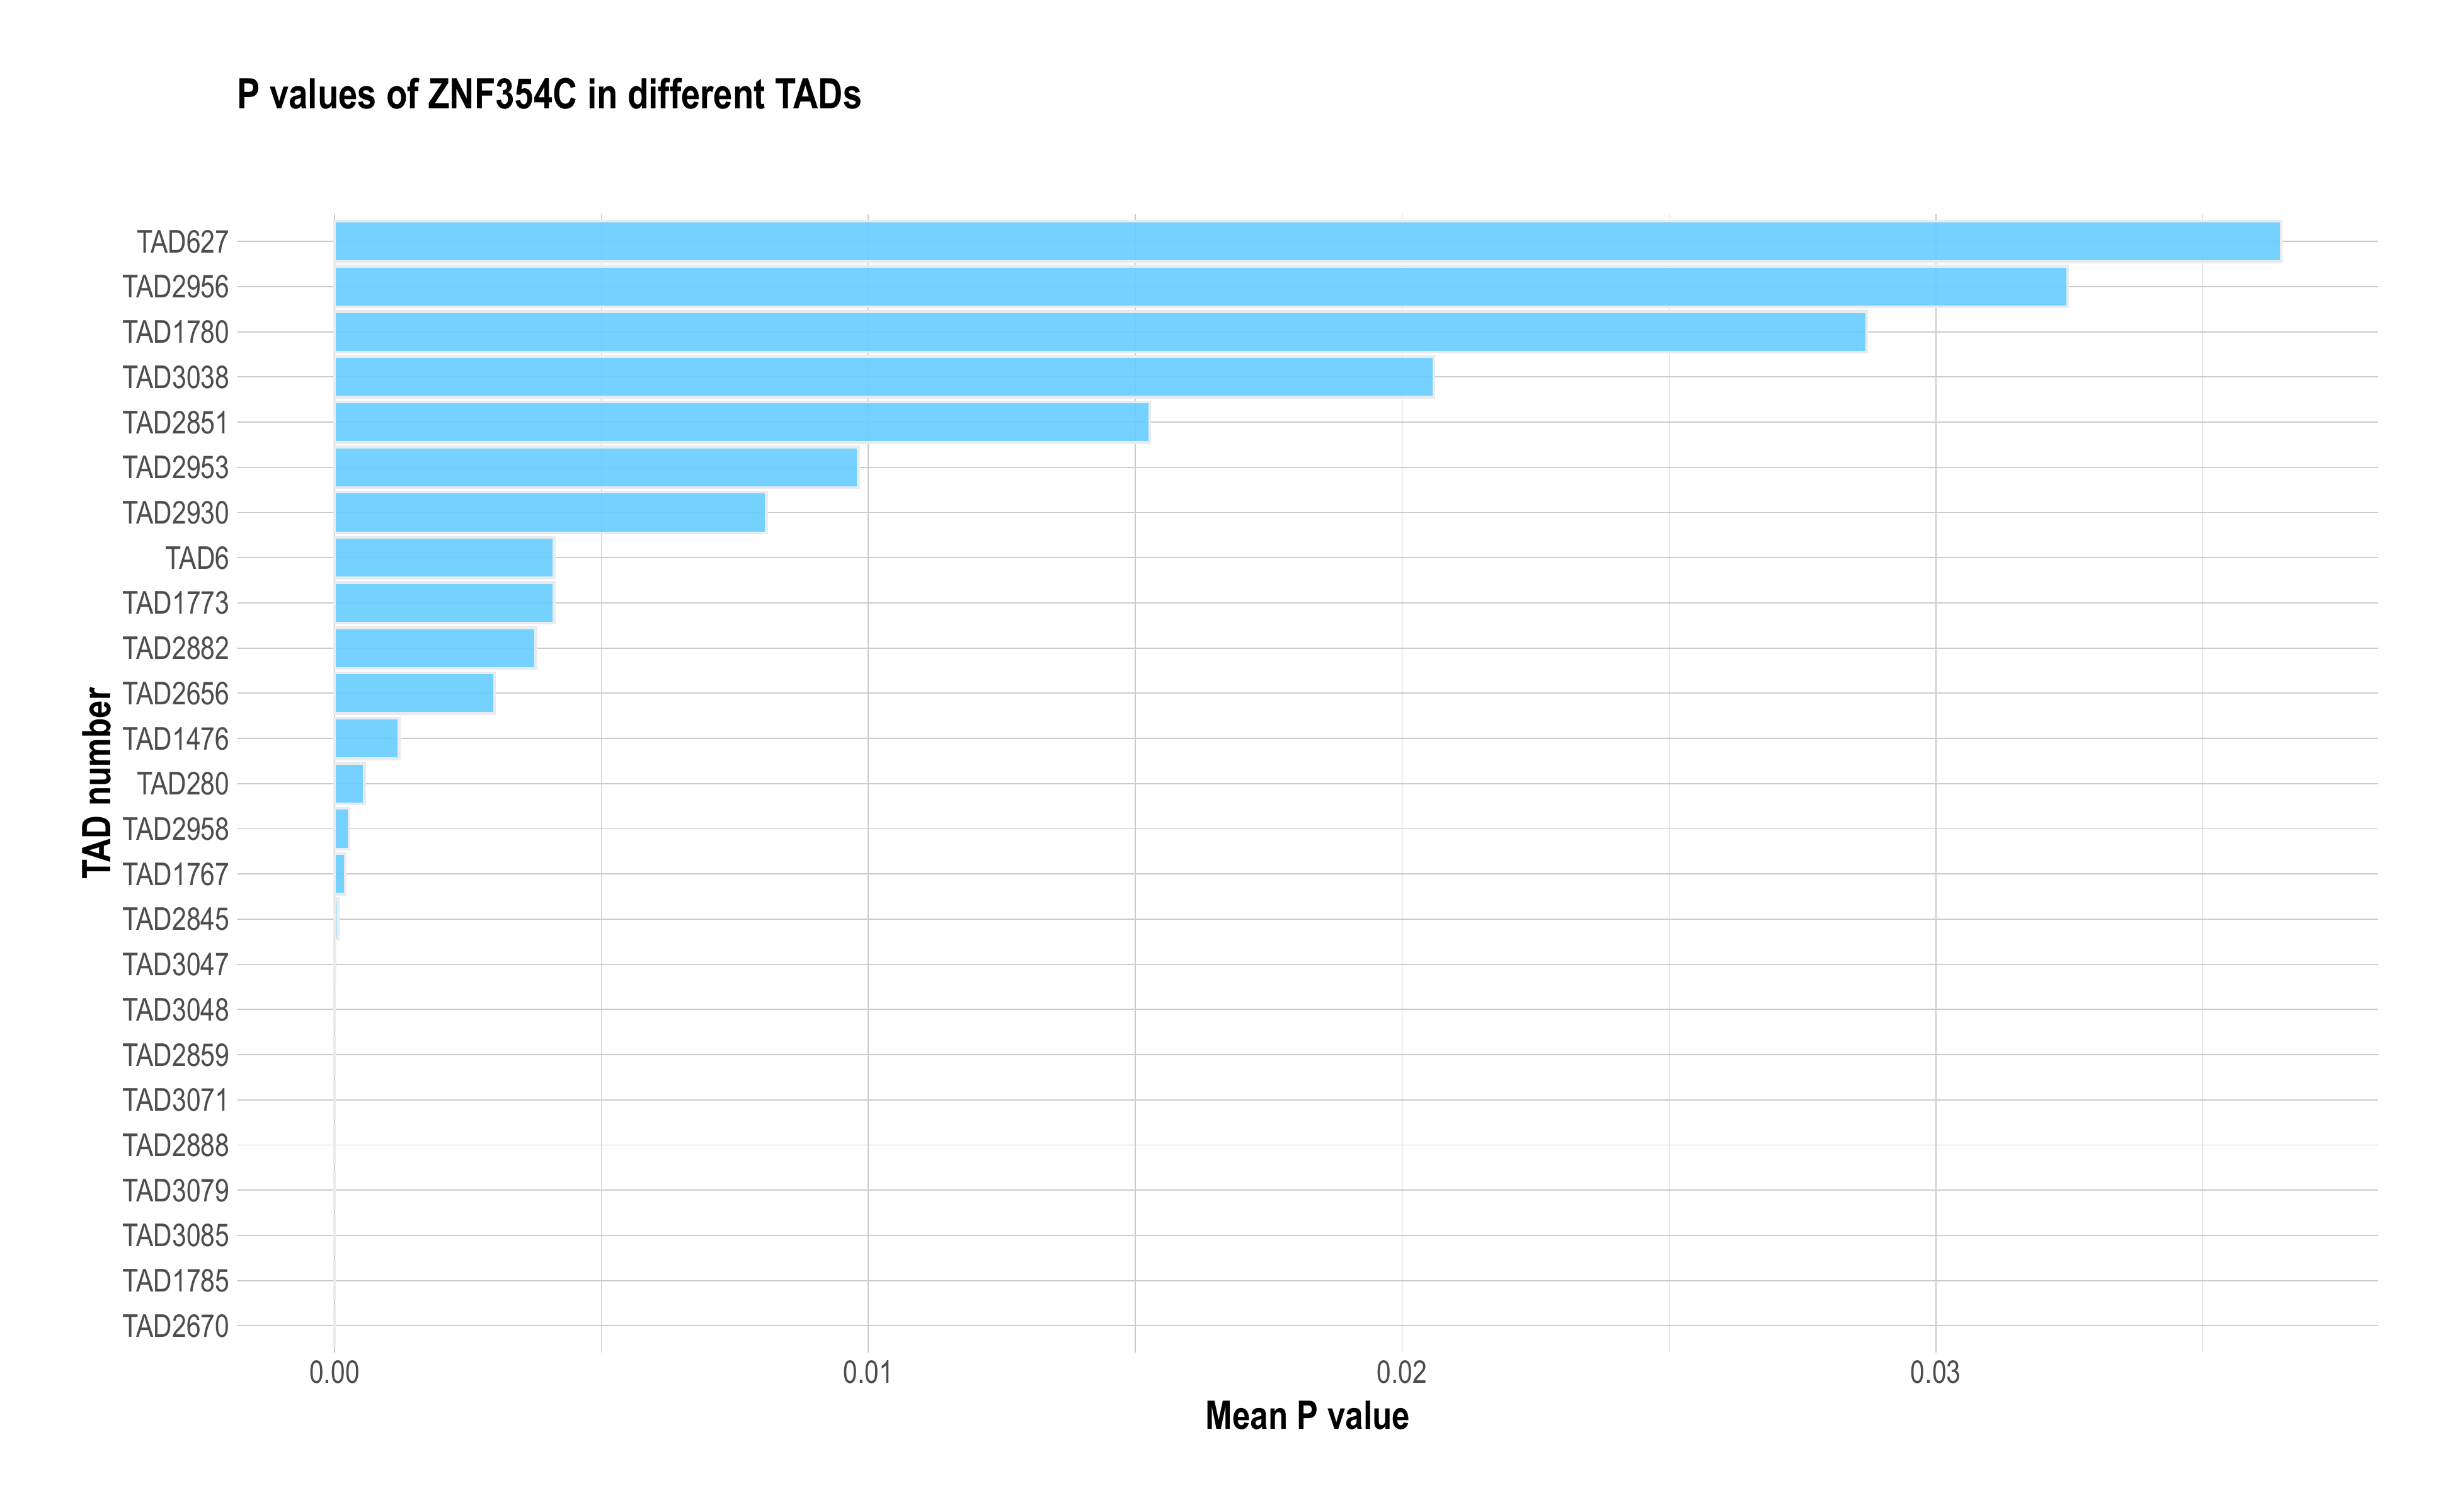 P values of ZNF354C in different TADs
TAD627
TAD2956
TAD1780
TAD3038
TAD2851
TAD2953
TAD2930
TAD6
TAD1773
TAD2882
TAD2656
TAD1476
TAD280
TAD2958
TAD1767
TAD2845
TAD3047
TAD3048
TAD2859
TAD3071
TAD2888
TAD3079
TAD3085
TAD1785
TAD2670
TAD number
0.00 0.01 0.02 0.03
Mean P value